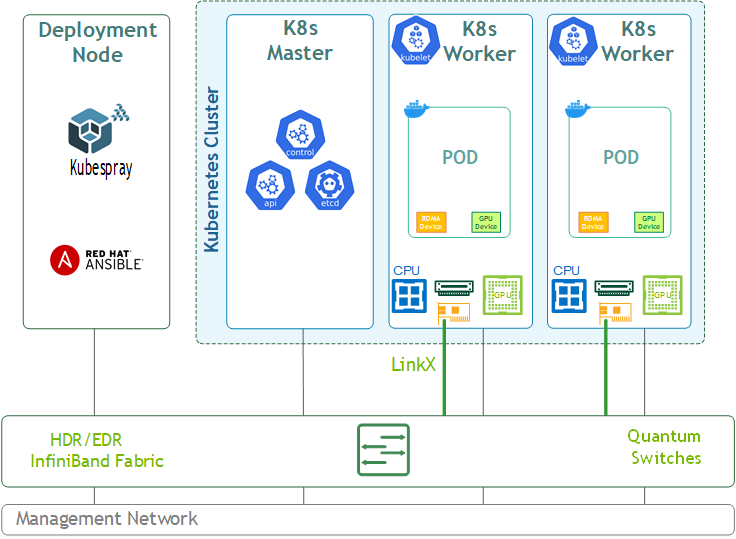 Deployment
Node
Kubespray
RED HAT®
ANSIBLE®
Kubernetes Cluster
K8s
Master
control
api
etcd
K8s
Worker
kubelet
POD
RDMA
Device
GPU
Device
CPU
GPU
K8s
Worker
kubelet
POD
RDMA
Device
GPU
Device
CPU
GPU
LinkX
HDR/EDR
InfiniBand Fabric
Quantum
Switches
Management Network